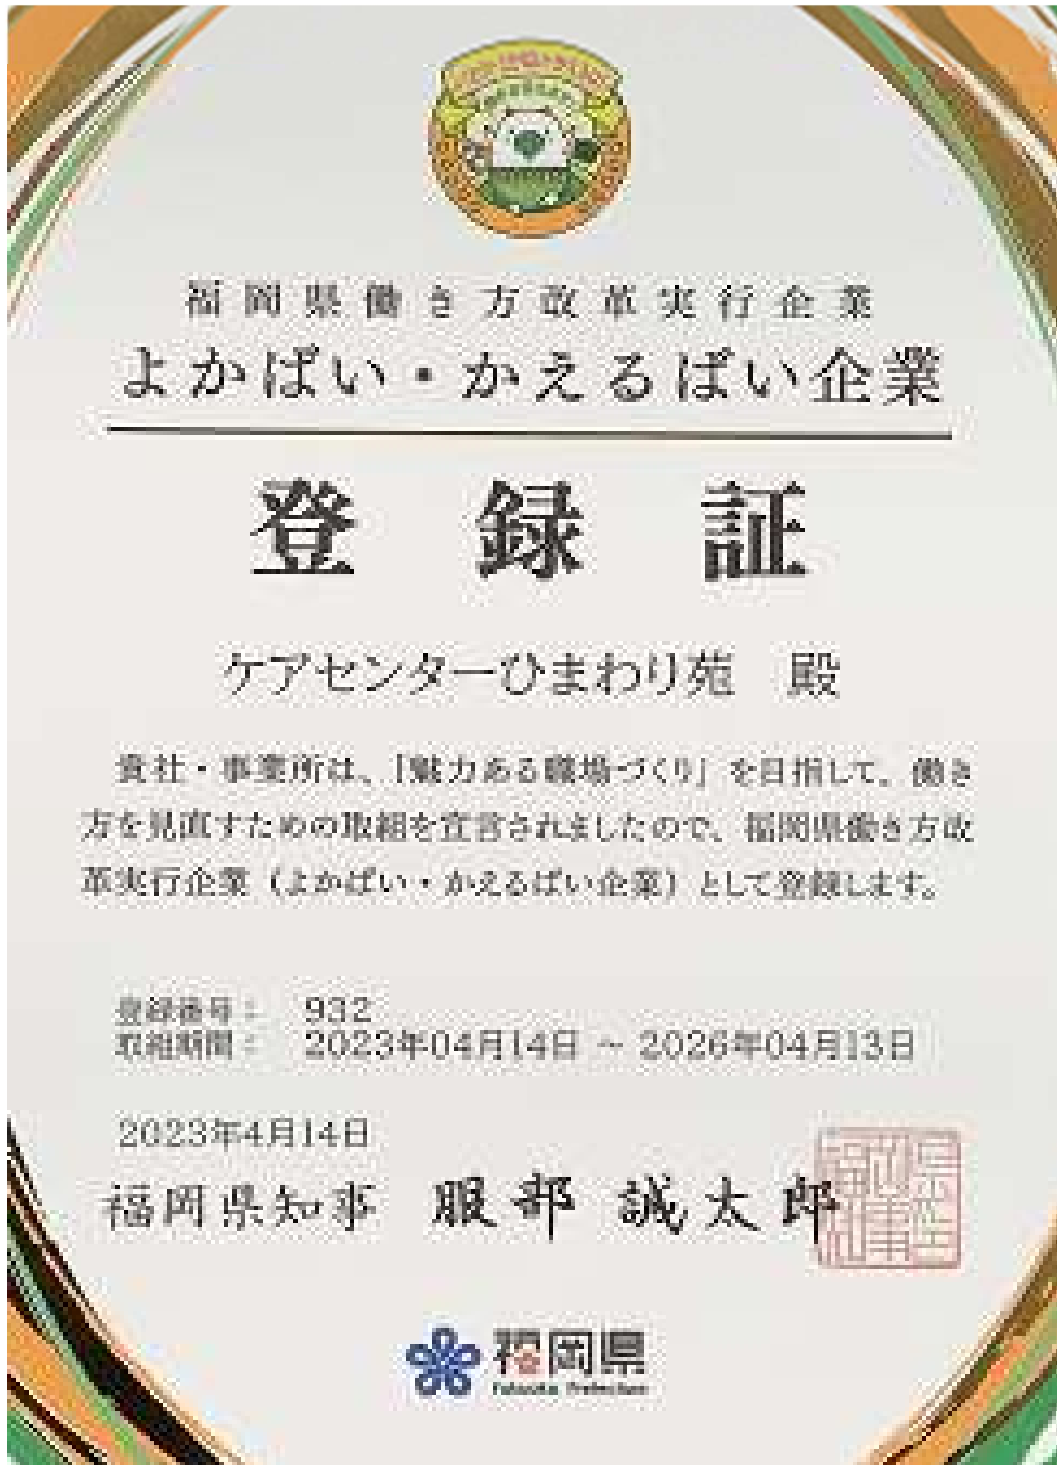 福岡県働き方改革実行企業
よかばい・かえるばい企業
登録証
ケアセンターひまわり苑 殿
貴社・事業所は、「魅力ある職場づくり」を目指して、働き
方を見直すための取組を宣言されましたので、福岡県働き方改
革実行企業（よかばい・かえるばい企業）として登録します。
登録番号： 932
取組期間： 2023年04月14日 ～ 2026年04月13日
2023年4月14日
福岡県知事 服部 誠太郎
福岡県
Fukuoka Prefecture